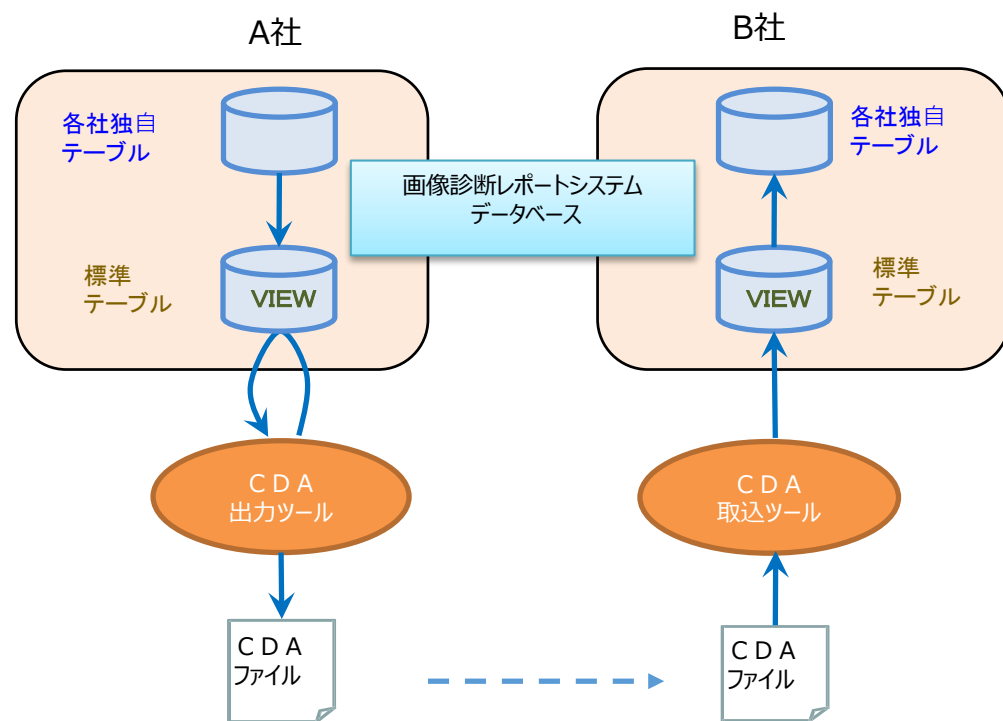 A社
B社
各社独自
テーブル
各社独自
テーブル
画像診断レポートシステム
データベース
標準
テーブル
VIEW
VIEW
標準
テーブル
ＣＤＡ
出力ツール
ＣＤＡ
取込ツール
ＣＤＡ
ファイル
ＣＤＡ
ファイル